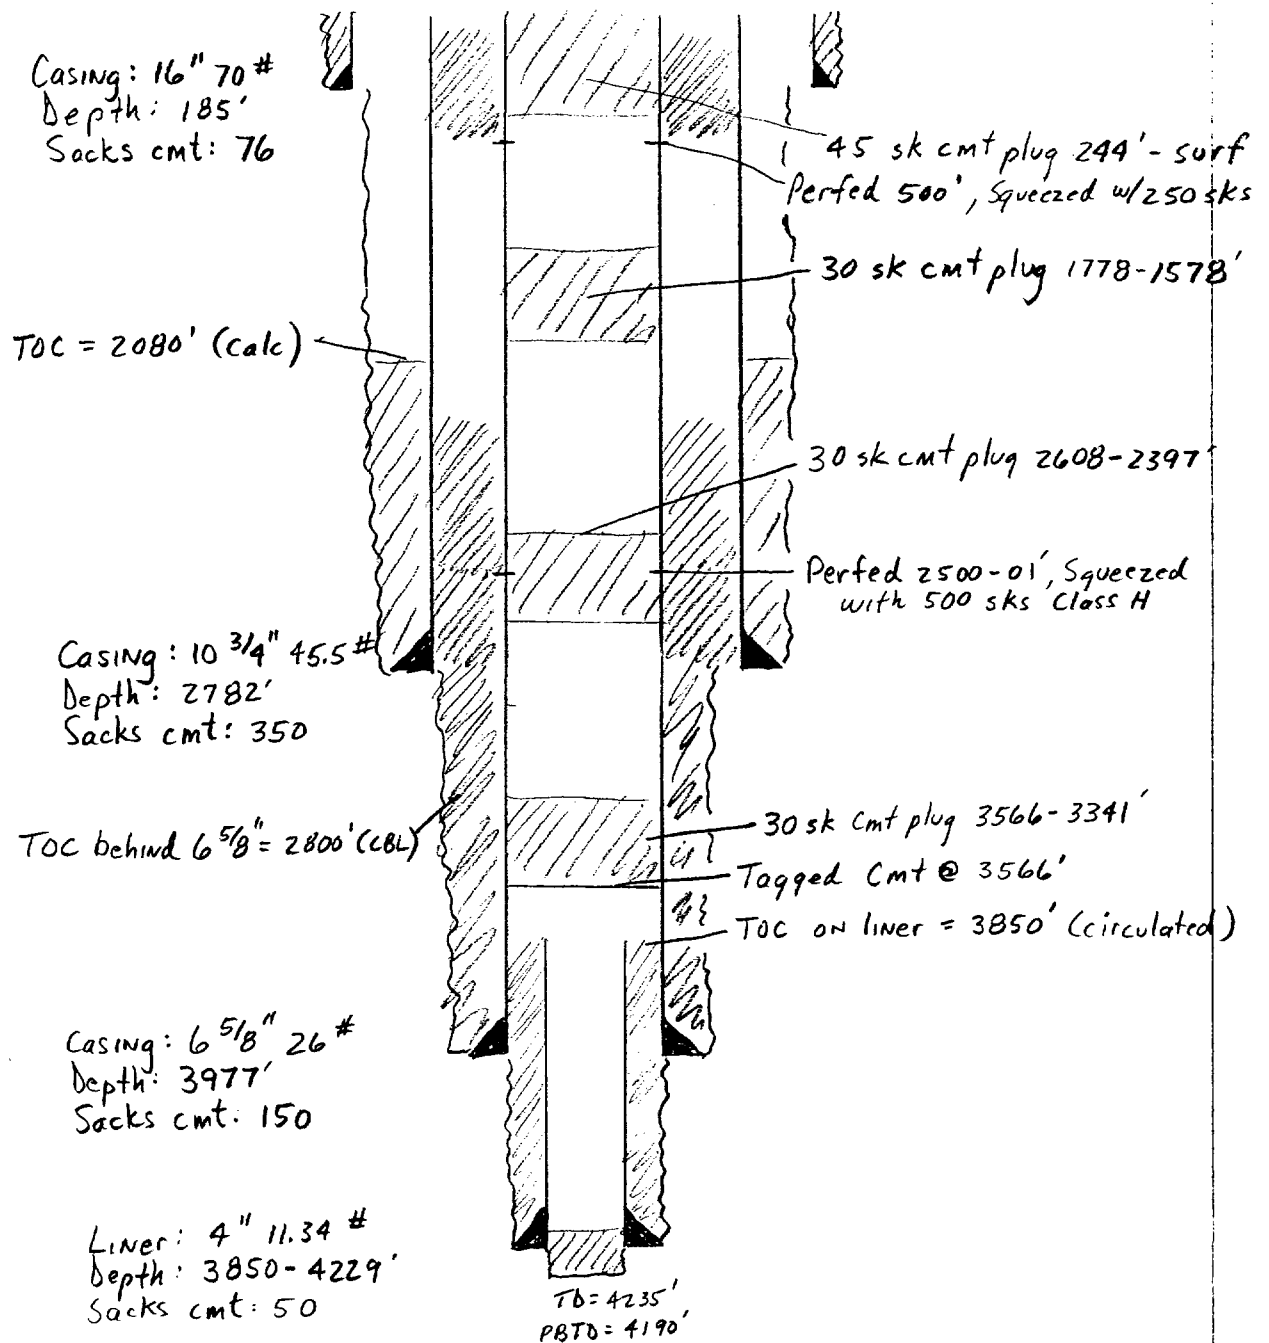 Casing: 16" 70 #
Depth: 185'
Sacks cmt: 76
45 sk cmt plug 244'- surf
Perfed 500', Squeezed w/250 sks
30 sk cmt plug 1778-1578'
TOC = 2080' (calc)
30 sk cmt plug 2608-2397'
Perfed 2500-01', Squeezed
with 500 sks Class H
Casing: 10 3/4" 45.5#
Depth: 2782'
Sacks cmt: 350
30 sk cmt plug 3566-3341'
TOC behind 6 5/8" = 2800' (CBL)
Tagged Cmt @ 3566'
TOC on liner = 3850' (circulated)
Casing: 6 5/8" 26 #
Depth: 3977'
Sacks cmt: 150
Liner: 4" 11.34 #
Depth: 3850-4229'
Sacks cmt: 50
TD = 4235'
PBTD = 4190'